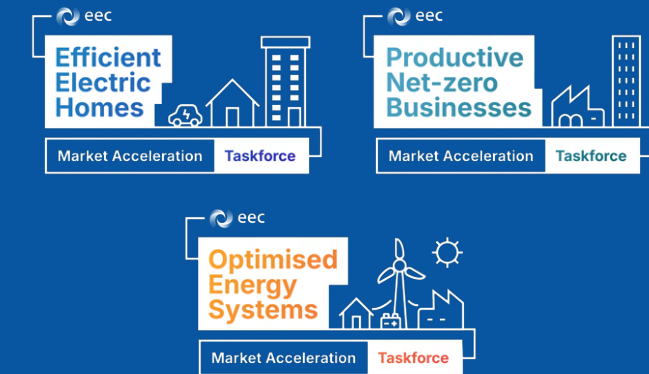 eec
Efficient
Electric
Homes
Market Acceleration Taskforce
eec
Productive
Net-zero
Businesses
Market Acceleration Taskforce
eec
Optimised
Energy
Systems
Market Acceleration Taskforce